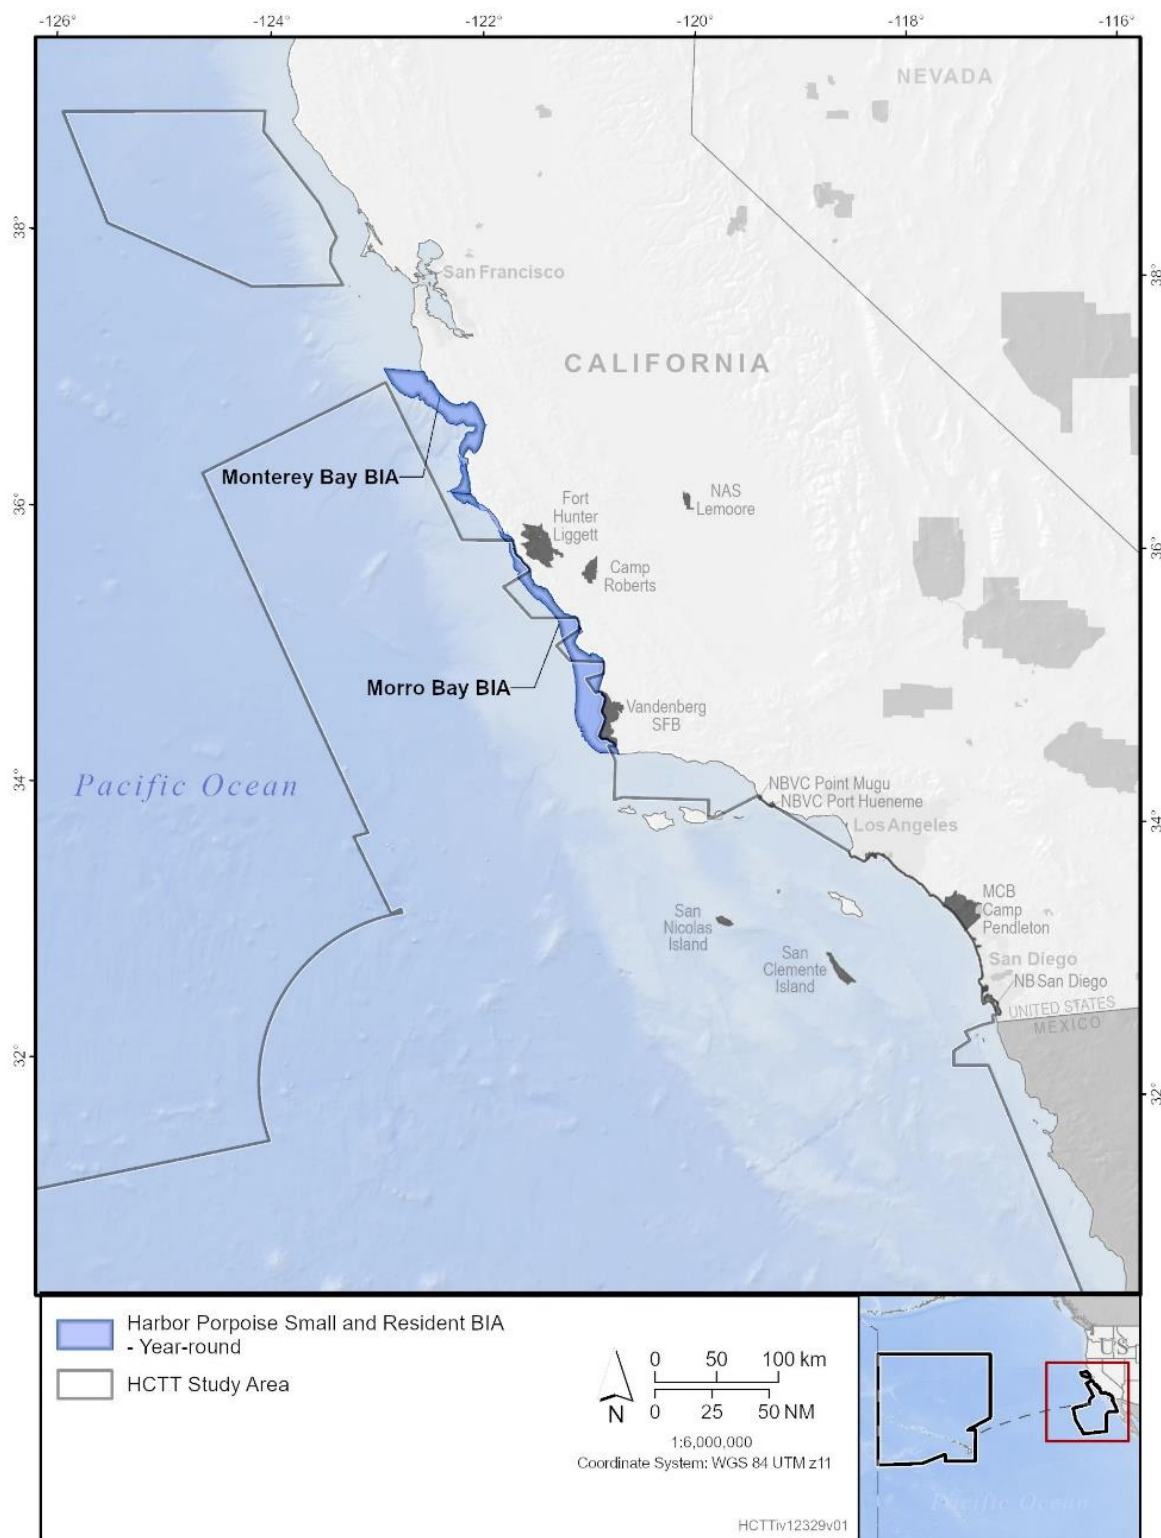 -126°
-124°
-122°
-120°
-118°
-116°
NEVADA
38°
San Francisco
38°
CALIFORNIA
Monterey Bay BIA
36°
Fort
Hunter
Liggett
NAS
Lemoore
36°
Camp
Roberts
Morro Bay BIA
Vandenberg
SFB
34°
Pacific Ocean
NBVC Point Mugu
NBVC Port Hueneme
Los Angeles
34°
MCB
Camp
Pendleton
San
Nicolas
Island
San
Clemente
Island
San Diego
NB San Diego
UNITED STATES
MEXICO
32°
32°
Harbor Porpoise Small and Resident BIA
- Year-round
HCTT Study Area
N
0 50 100 km
0 25 50 NM
1:6,000,000
Coordinate System: WGS 84 UTM z11
HCTTiv12329v01
US
Pacific Ocean